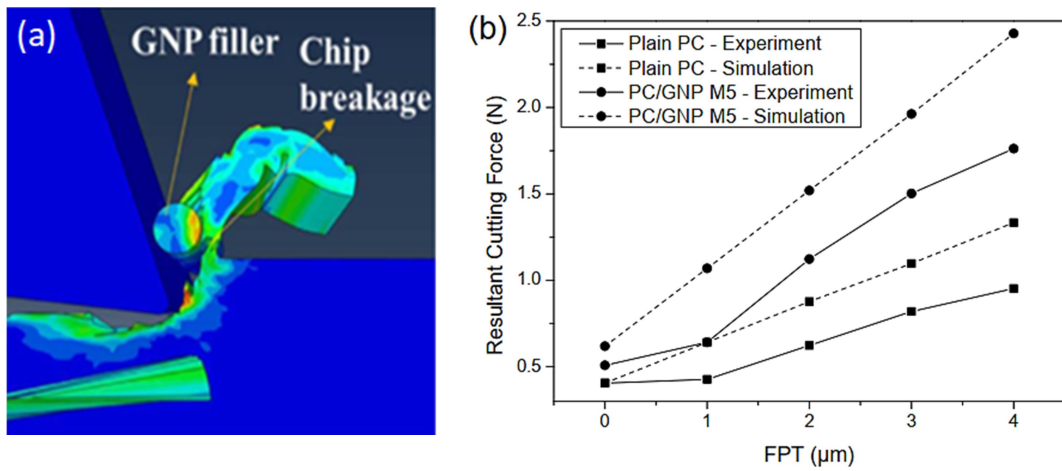 (a)
GNP filler
Chip
breakage
(b)
Plain PC - Experiment
Plain PC - Simulation
PC/GNP M5 - Experiment
PC/GNP M5 - Simulation
Resultant Cutting Force (N)
2.5
2.0
1.5
1.0
0.5
0 1 2 3 4
FPT (μm)